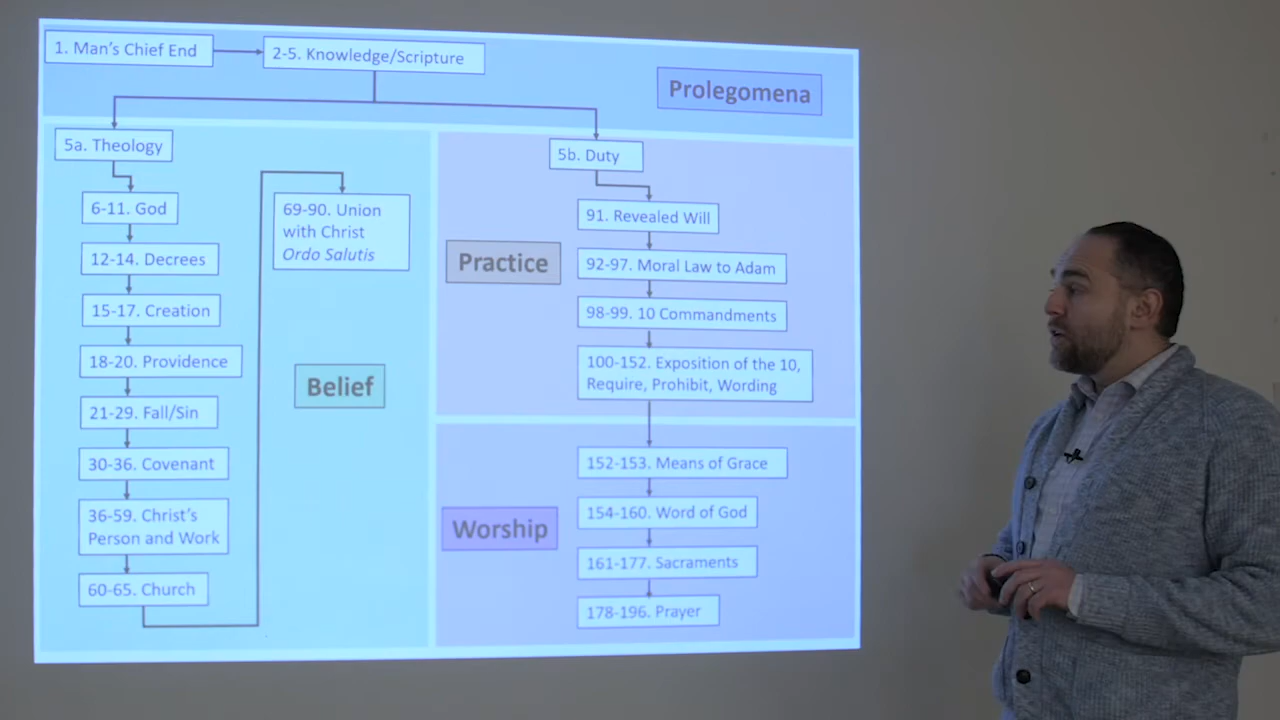 1. Man's Chief End
2-5. Knowledge/Scripture
Prolegomena
5a. Theology
6-11. God
12-14. Decrees
15-17. Creation
18-20. Providence
21-29. Fall/Sin
30-36. Covenant
36-59. Christ's
Person and Work
60-65. Church
69-90. Union
with Christ
Ordo Salutis
Belief
5b. Duty
91. Revealed Will
92-97. Moral Law to Adam
98-99. 10 Commandments
100-152. Exposition of the 10,
Require, Prohibit, Wording
Practice
152-153. Means of Grace
154-160. Word of God
161-177. Sacraments
178-196. Prayer
Worship